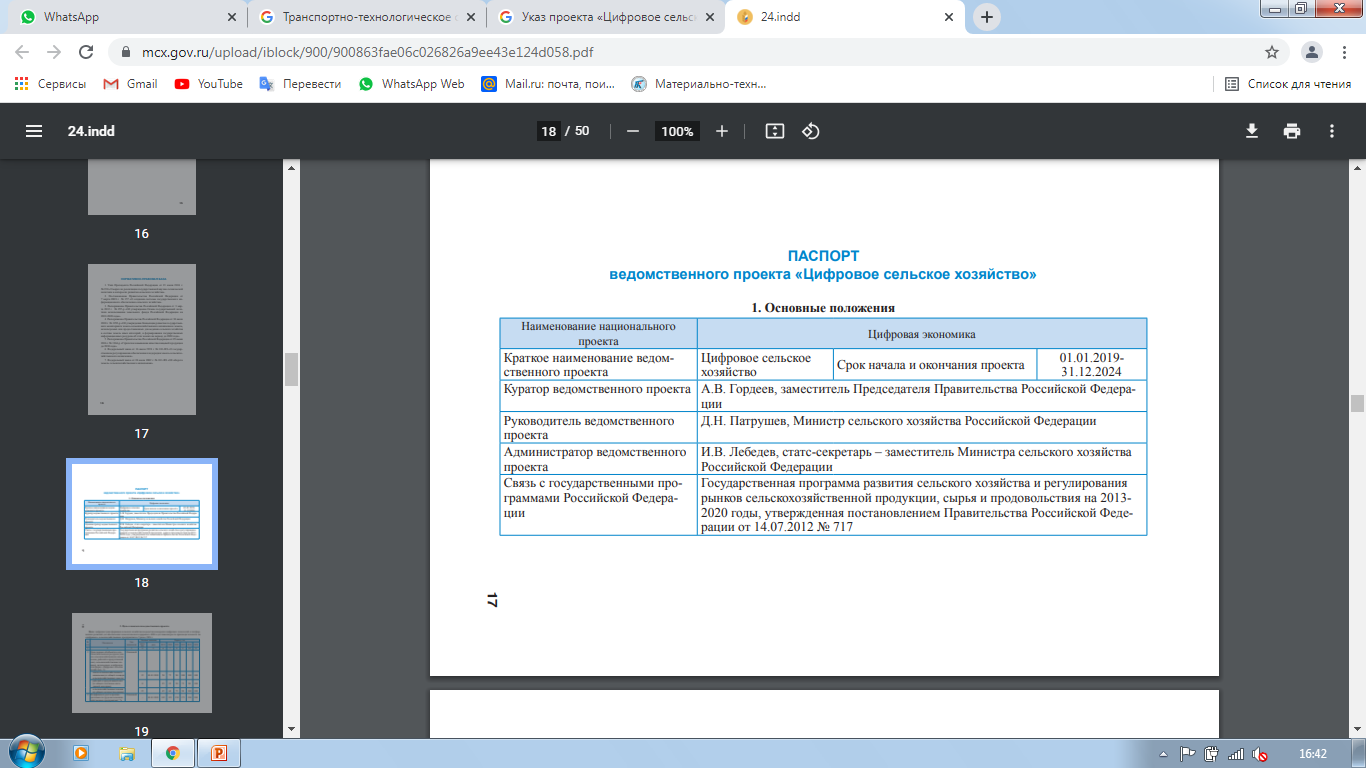 WhatsApp
Транспортно-технологическое с
Указ проекта «Цифровое сельск
24.indd
mcx.gov.ru/upload/iblock/900/900863fae06c026826a9ee43e124d058.pdf
Сервисы
Gmail
YouTube
Перевести
WhatsApp Web
Mail.ru: почта, пои...
Материально-техн...
Список для чтения
24.indd
18 / 50
100%
16
17
18
19
ПАСПОРТ
ведомственного проекта «Цифровое сельское хозяйство»
1. Основные положения
Наименование национального
проекта
Цифровая экономика
Краткое наименование ведом-
ственного проекта
Цифровое сельское
хозяйство
Срок начала и окончания проекта
01.01.2019-
31.12.2024
Куратор ведомственного проекта
А.В. Гордеев, заместитель Председателя Правительства Российской Федера-
ции
Руководитель ведомственного
проекта
Д.Н. Патрушев, Министр сельского хозяйства Российской Федерации
Администратор ведомственного
проекта
И.В. Лебедев, статс-секретарь – заместитель Министра сельского хозяйства
Российской Федерации
Связь с государственными про-
граммами Российской Федера-
ции
Государственная программа развития сельского хозяйства и регулирования
рынков сельскохозяйственной продукции, сырья и продовольствия на 2013-
2020 годы, утвержденная постановлением Правительства Российской Феде-
рации от 14.07.2012 № 717
17
16:42